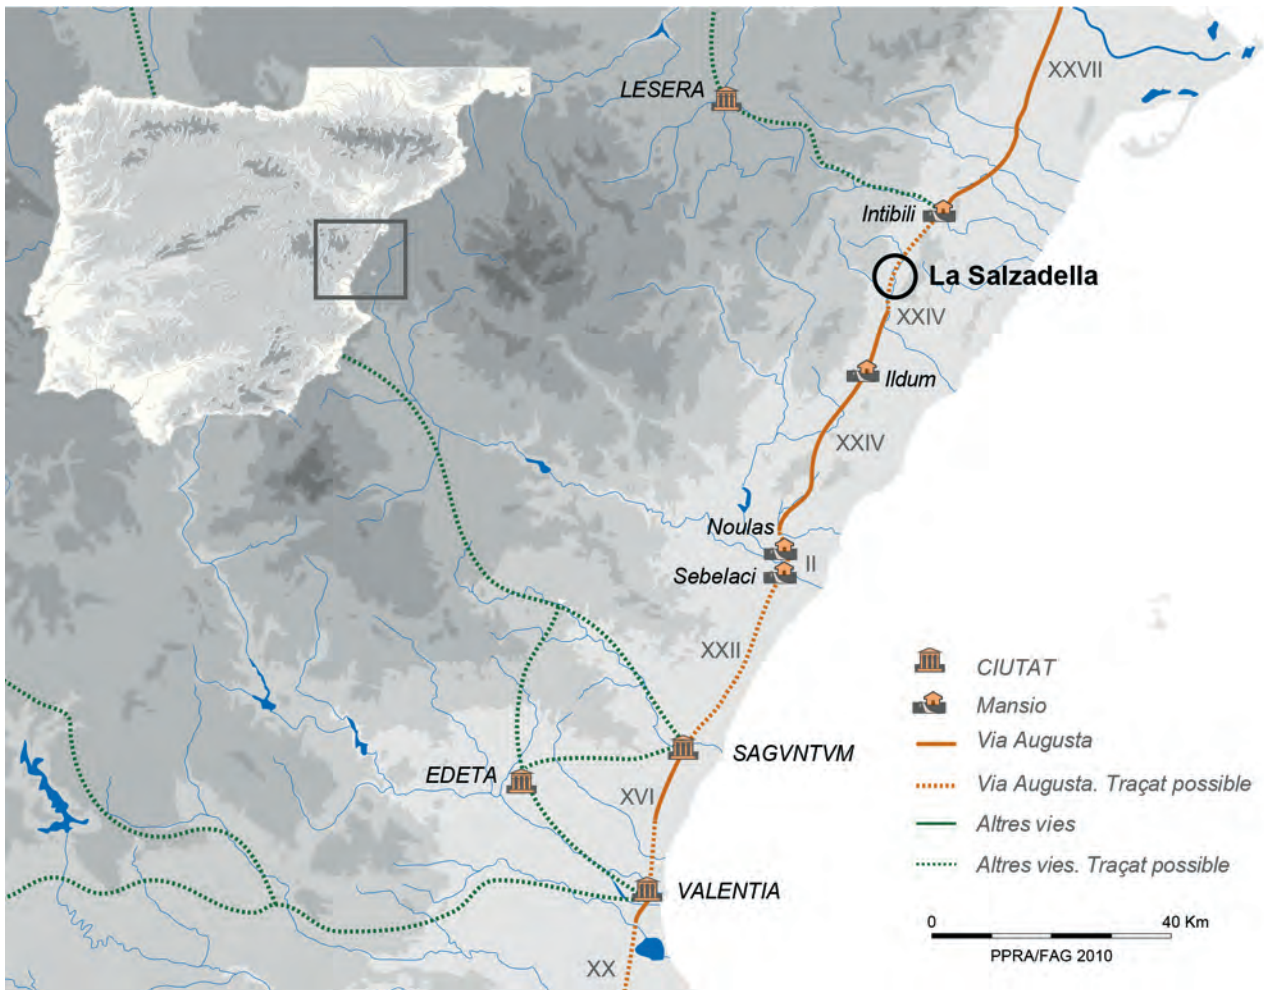 XXVII
LESERA
Intibili
La Salzadella
XXIV
Ildum
XXIV
Noulas
II
Sebelaci
XXII
CIUTAT
Mansio
Via Augusta
SAGVNTVM
EDETA
Via Augusta. Traçat possible
XVI
Altres vies
Altres vies. Traçat possible
VALENTIA
0 40 Km
PPRA/FAG 2010
XX